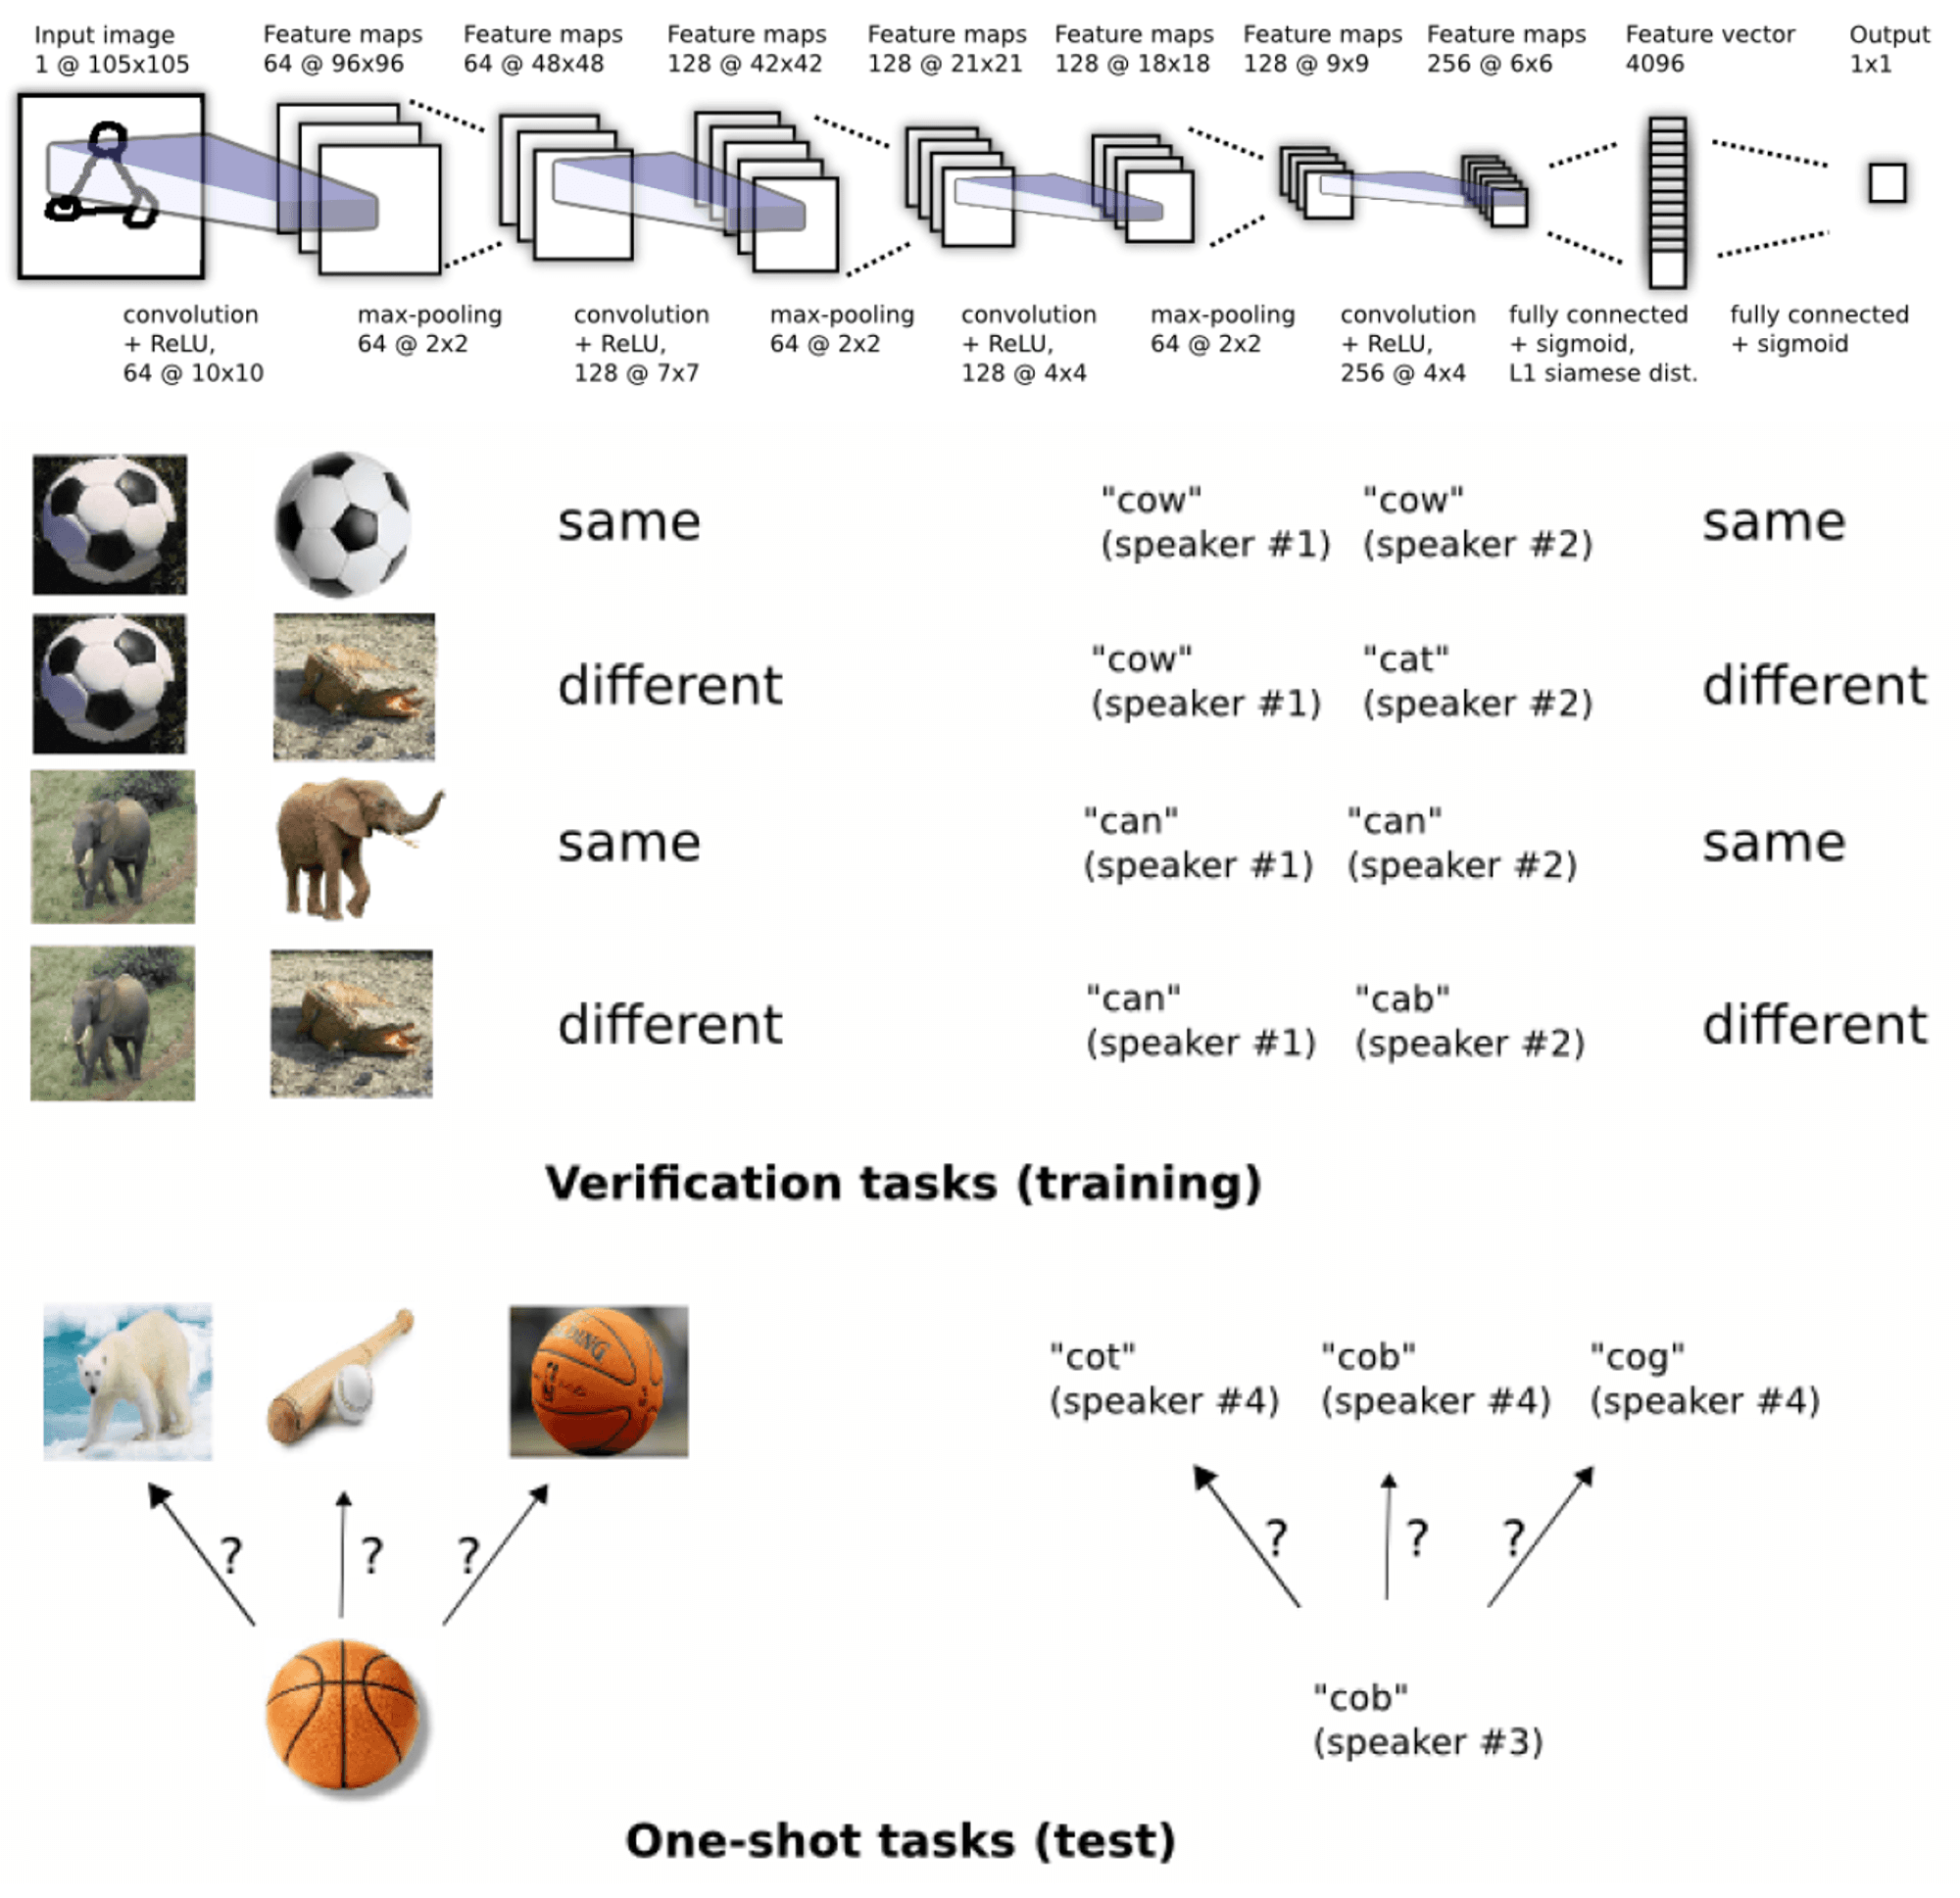 Input image
1 @ 105x105
Feature maps
64 @ 96x96
Feature maps
64 @ 48x48
Feature maps
128 @ 42x42
Feature maps
128 @ 21x21
Feature maps
128 @ 18x18
Feature maps
128 @ 9x9
Feature maps
256 @ 6x6
Feature vector
4096
Output
1x1
convolution
+ ReLU,
64 @ 10x10
max-pooling
64 @ 2x2
convolution
+ ReLU,
128 @ 7x7
max-pooling
64 @ 2x2
convolution
+ ReLU,
128 @ 4x4
max-pooling
64 @ 2x2
convolution
+ ReLU,
256 @ 4x4
fully connected
+ sigmoid,
L1 siamese dist.
fully connected
+ sigmoid
same
"cow"
(speaker #1)
"cow"
(speaker #2)
same
different
"cow"
(speaker #1)
"cat"
(speaker #2)
different
same
"can"
(speaker #1)
"can"
(speaker #2)
same
different
"can"
(speaker #1)
"cab"
(speaker #2)
different
Verification tasks (training)
"cot"
(speaker #4)
"cob"
(speaker #4)
"cog"
(speaker #4)
? ? ?
? ? ?
"cob"
(speaker #3)
One-shot tasks (test)